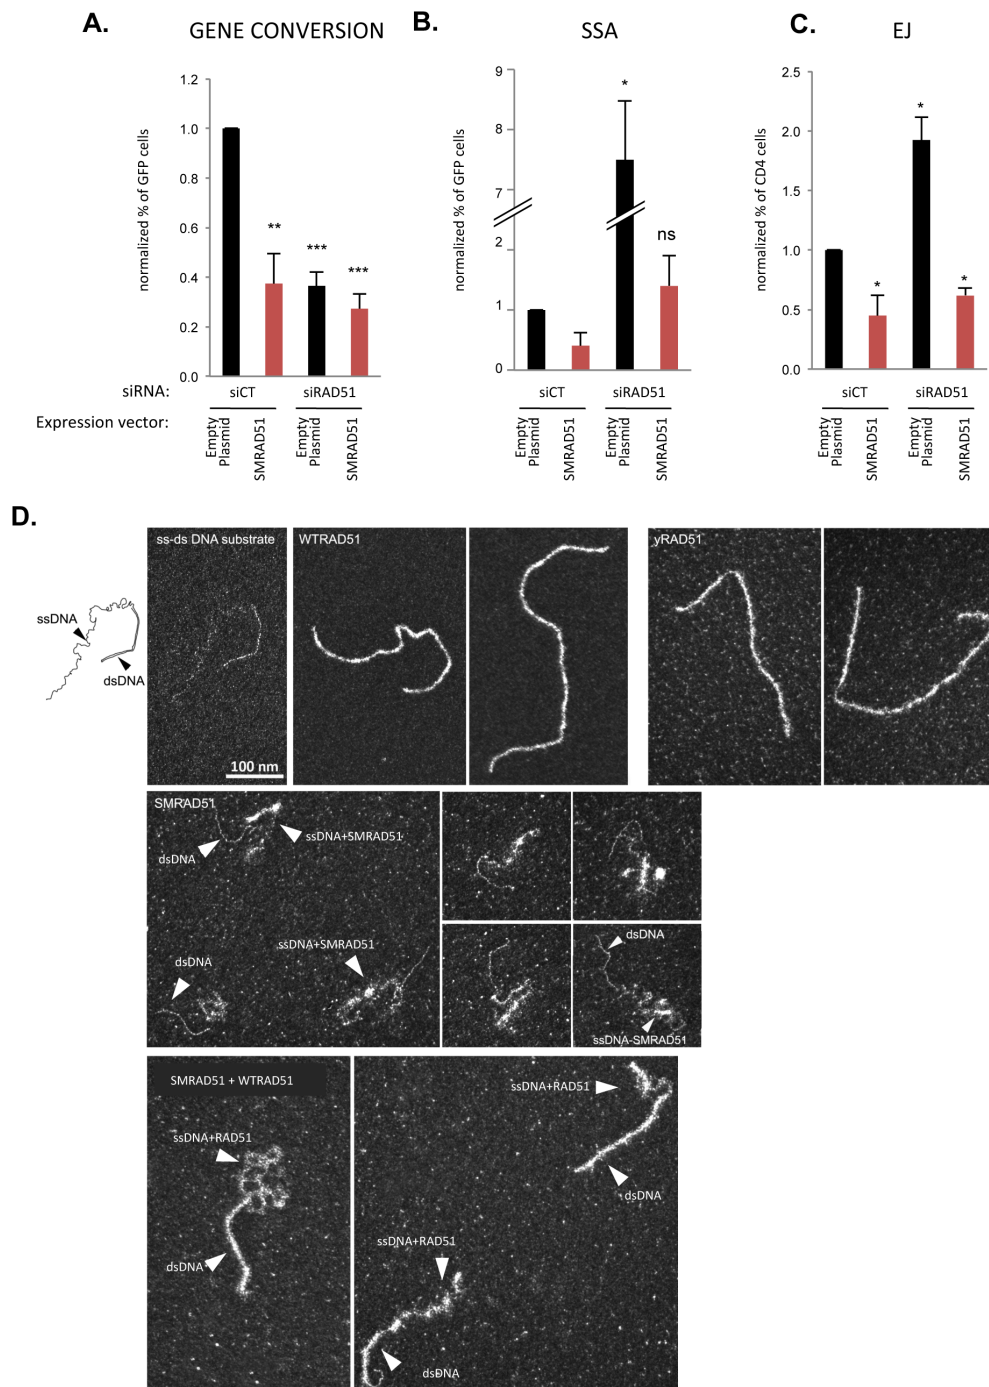 A.
GENE CONVERSION
normalized % of GFP cells
1.2
1.0
0.8
0.6
0.4
0.2
0.0
**
***
***
B.
SSA
normalized % of GFP cells
9
8
7
2
1
0
*
ns
C.
EJ
normalized % of CD4 cells
2.5
2.0
1.5
1.0
0.5
0.0
*
*
*
siRNA:
siCT
siRAD51
siCT
siRAD51
siCT
siRAD51
Expression vector:
Empty
Plasmid
SMRAD51
Empty
Plasmid
SMRAD51
Empty
Plasmid
SMRAD51
Empty
Plasmid
SMRAD51
Empty
Plasmid
SMRAD51
Empty
Plasmid
SMRAD51
D.
ssDNA
dsDNA
ss-ds DNA substrate
100 nm
WTRAD51
yRAD51
SMRAD51
ssDNA+SMRAD51
dsDNA
ssDNA+SMRAD51
dsDNA
dsDNA
ssDNA-SMRAD51
SMRAD51 + WTRAD51
ssDNA+RAD51
dsDNA
ssDNA+RAD51
dsDNA
ssDNA+RAD51
dsDNA